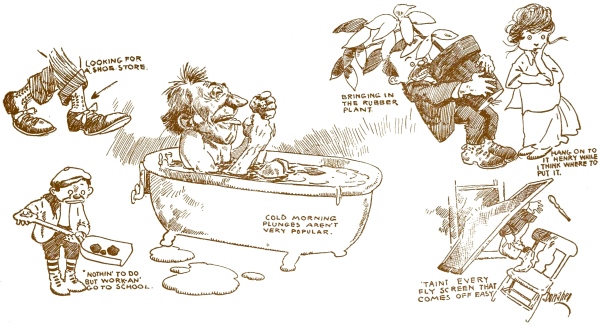 LOOKING FOR
A SHOE STORE.
COLD MORNING
PLUNGES AREN'T
VERY POPULAR.
BRINGING IN
THE RUBBER
PLANT.
HANG ON TO
IT HENRY WHILE
I THINK WHERE TO
PUT IT.
'NOTHIN' TO DO
BUT WORK-AN'
GO TO SCHOOL.
'TAINT EVERY
FLY SCREEN THAT
COMES OFF EASY
Donahey